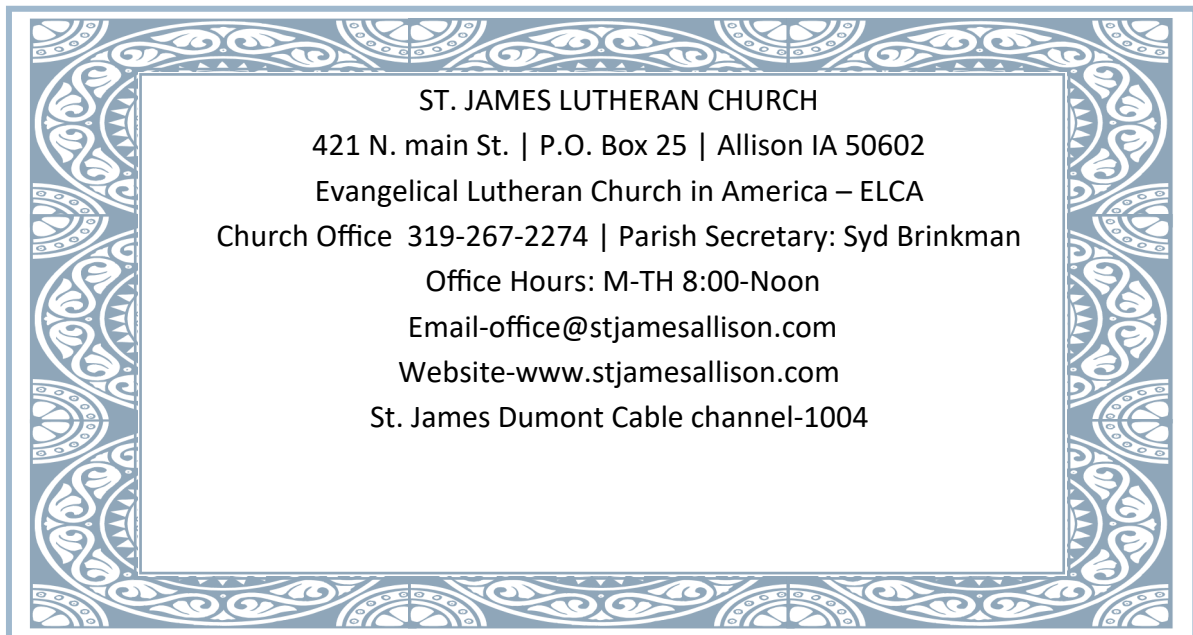 ST. JAMES LUTHERAN CHURCH
421 N. main St. | P.O. Box 25 | Allison IA 50602
Evangelical Lutheran Church in America – ELCA
Church Office  319-267-2274 | Parish Secretary: Syd Brinkman
Office Hours: M-TH 8:00-Noon
Email-office@stjamesallison.com
Website-www.stjamesallison.com
St. James Dumont Cable channel-1004